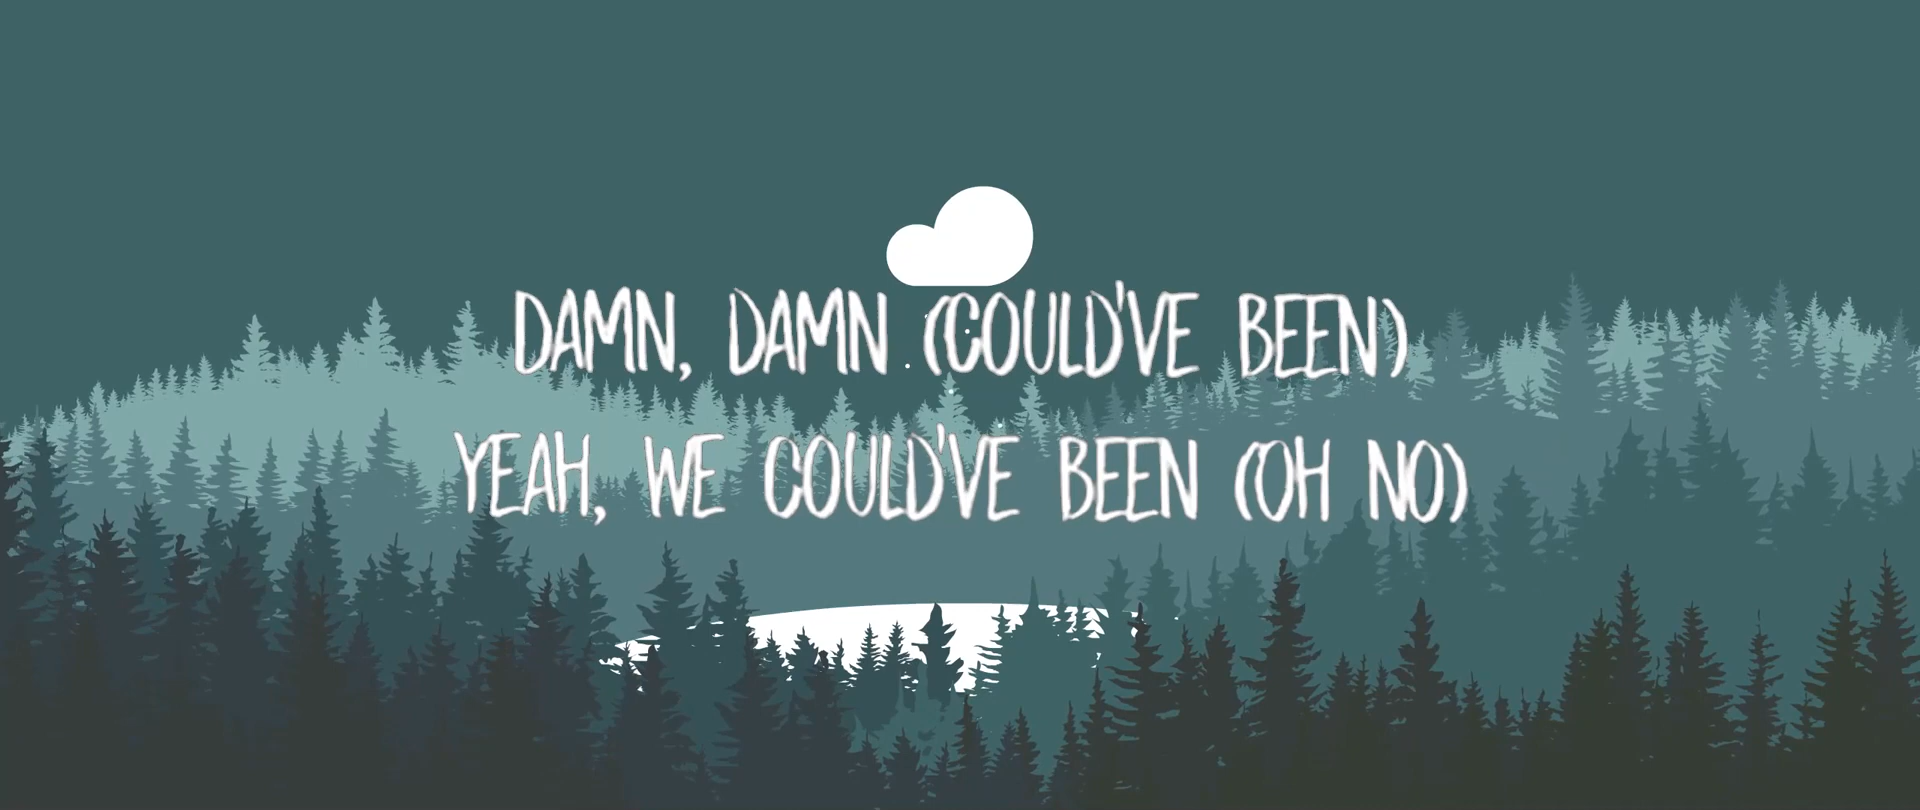 DAMN, DAMN (COULD'VE BEEN)
YEAH, WE COULD'VE BEEN (OH NO)